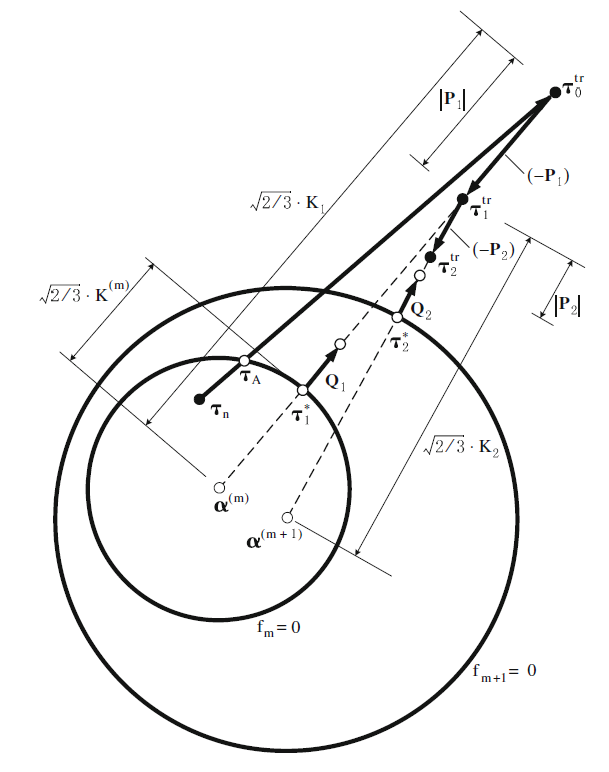 τ₀ᵗʳ
|P₁|
(−P₁)
√2/3 · K₁
τ₁ᵗʳ
(−P₂)
τ₂ᵗʳ
√2/3 · K⁽ᵐ⁾
|P₂|
Q₂
τ₂*
τ_A
Q₁
τₙ
τ₁*
√2/3 · K₂
α⁽ᵐ⁾
α⁽ᵐ⁺¹⁾
fₘ = 0
fₘ₊₁ = 0